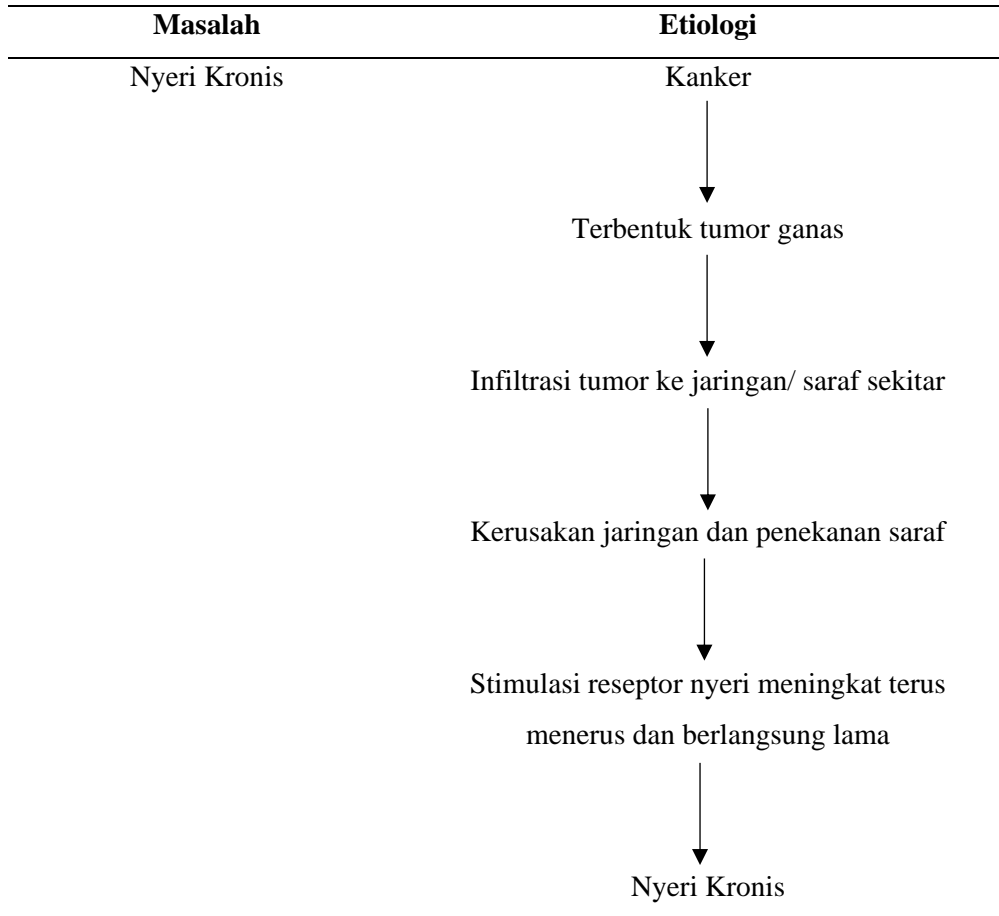 Masalah Etiologi
Nyeri Kronis Kanker
Terbentuk tumor ganas
Infiltrasi tumor ke jaringan/ saraf sekitar
Kerusakan jaringan dan penekanan saraf
Stimulasi reseptor nyeri meningkat terus
menerus dan berlangsung lama
Nyeri Kronis